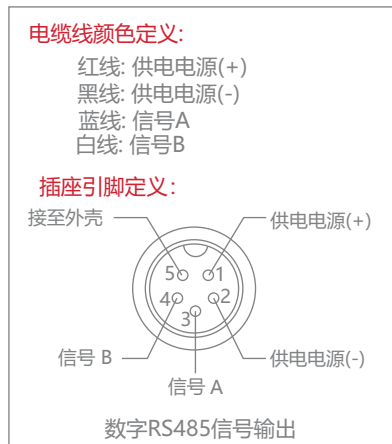 电缆线颜色定义:
红线: 供电电源(+)
黑线: 供电电源(-)
蓝线: 信号A
白线: 信号B
插座引脚定义:
接至外壳
供电电源(+)
5
1
4
2
3
信号 B
供电电源(-)
信号 A
数字RS485信号输出